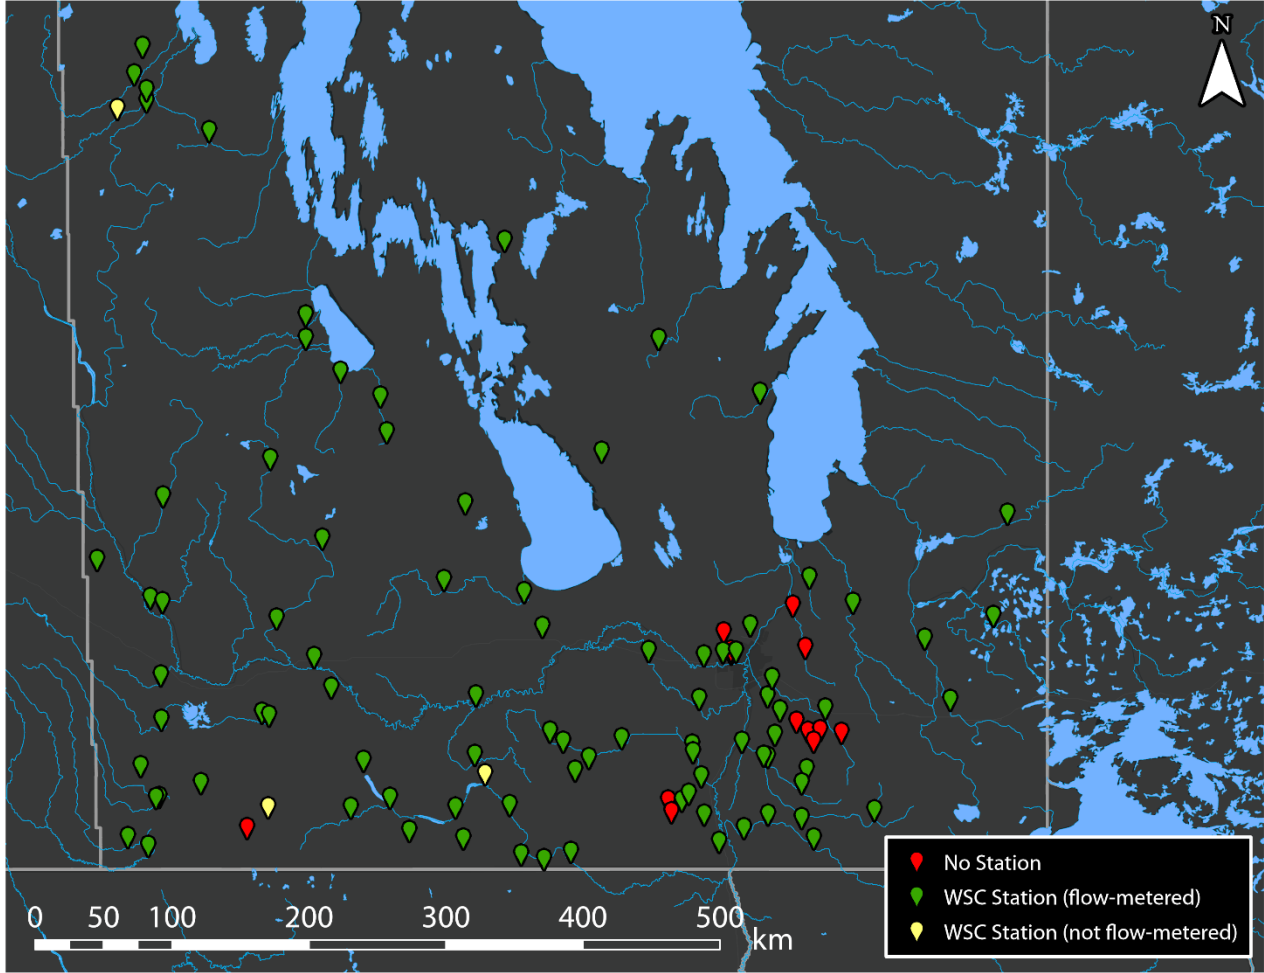 N
No Station
WSC Station (flow-metered)
WSC Station (not flow-metered)
0 50 100 200 300 400 500 km